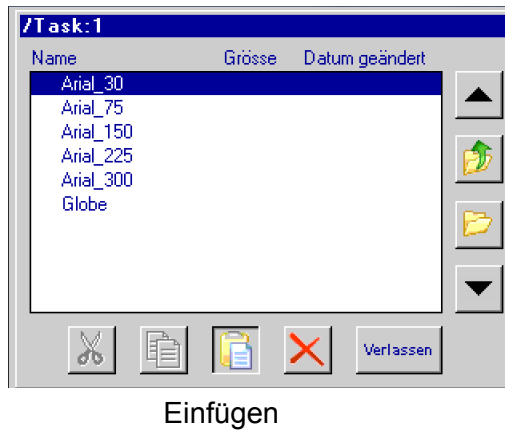 /Task:1
Name Grösse Datum geändert
Arial_30
Arial_75
Arial_150
Arial_225
Arial_300
Globe
Verlassen
Einfügen